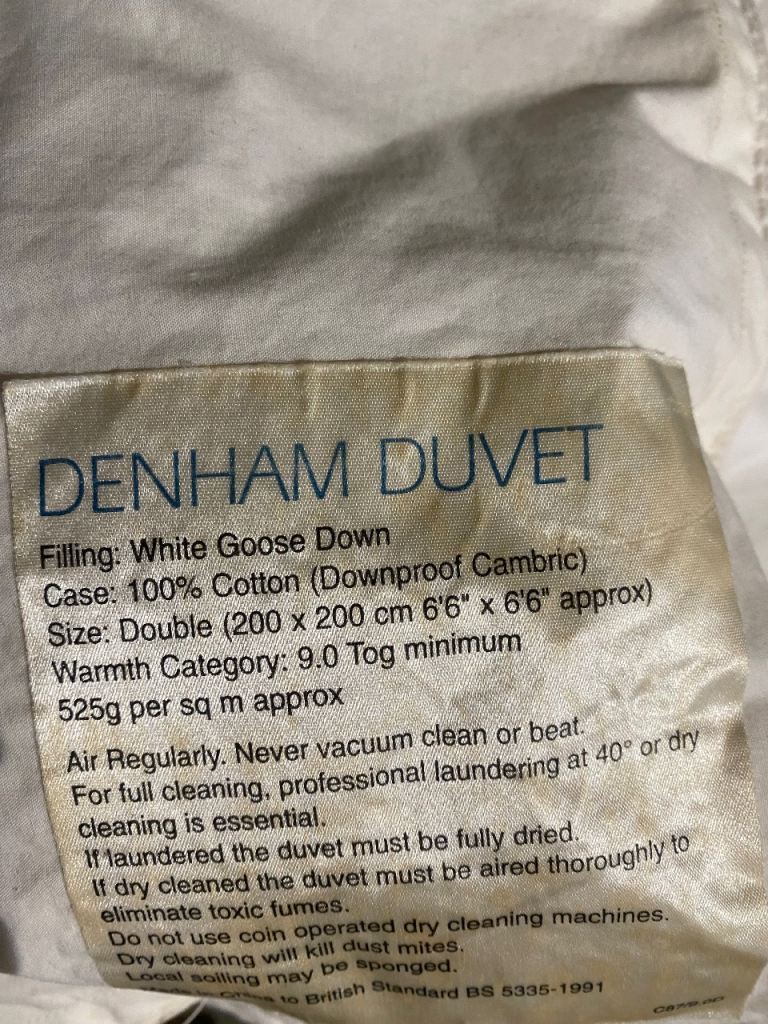 DENHAM DUVET
Filling: White Goose Down
Case: 100% Cotton (Downproof Cambric)
Size: Double (200 x 200 cm 6'6" x 6'6" approx)
Warmth Category: 9.0 Tog minimum
525g per sq m approx
Air Regularly. Never vacuum clean or beat.
For full cleaning, professional laundering at 40° or dry
cleaning is essential.
If laundered the duvet must be fully dried.
If dry cleaned the duvet must be aired thoroughly to
eliminate toxic fumes.
Do not use coin operated dry cleaning machines.
Dry cleaning will kill dust mites.
Local soiling may be sponged.
to British Standard BS 5335-1991